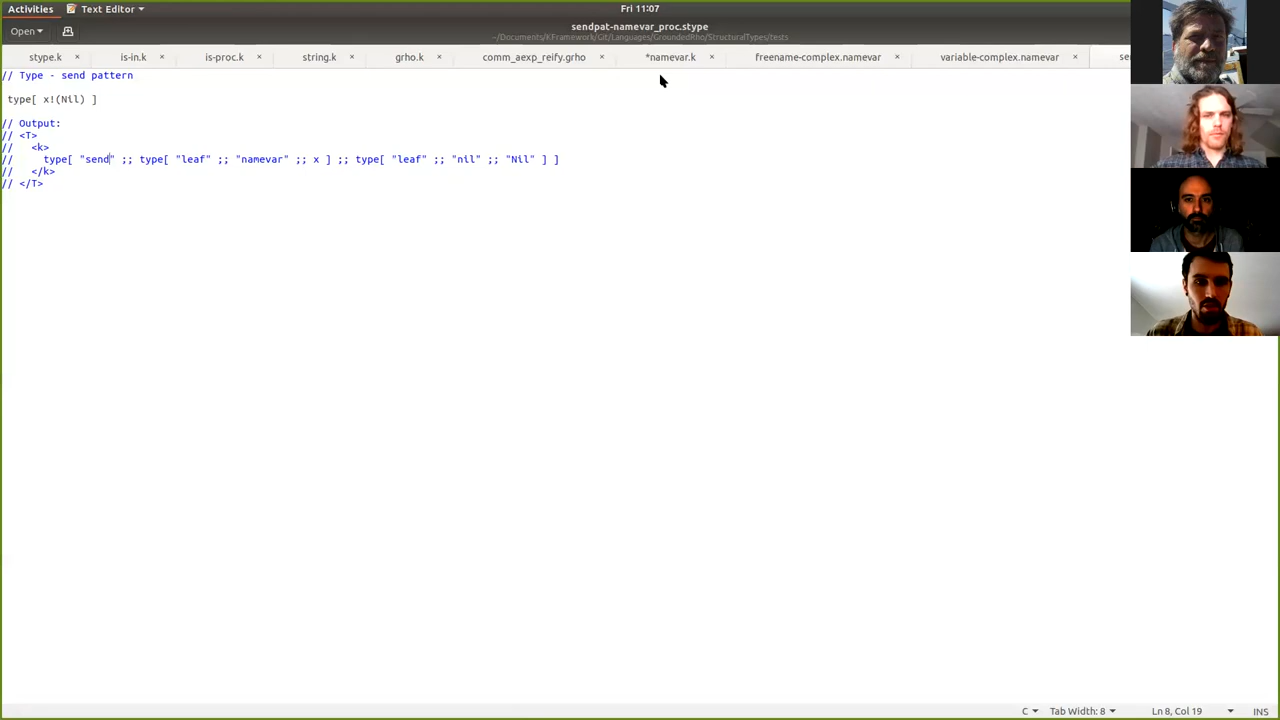 Activities Text Editor Fri 11:07
Open sendpat-namevar_proc.stype
~/Documents/KFramework/Git/Languages/GroundedRho/StructuralTypes/tests
stype.k × is-in.k × is-proc.k × string.k × grho.k × comm_aexp_reify.grho × *namevar.k × freename-complex.namevar × variable-complex.namevar × se
// Type - send pattern
type[ x!(Nil) ]
// Output:
// <T>
// <k>
// type[ "send" ;; type[ "leaf" ;; "namevar" ;; x ] ;; type[ "leaf" ;; "nil" ;; "Nil" ] ]
// </k>
// </T>
C Tab Width: 8 Ln 8, Col 19 INS